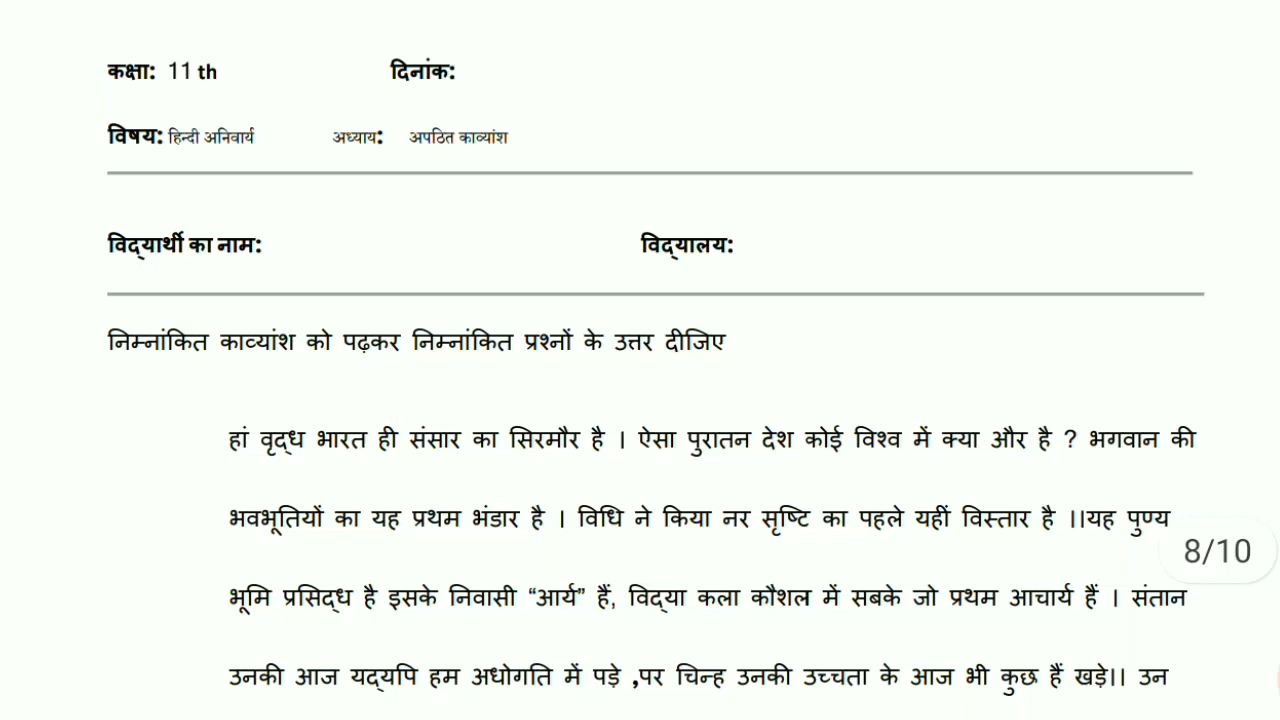 कक्षा: 11 th दिनांक:
विषय: हिन्दी अनिवार्य अध्याय: अपठित काव्यांश
विद्यार्थी का नाम: विद्यालय:
निम्नांकित काव्यांश को पढ़कर निम्नांकित प्रश्नों के उत्तर दीजिए
हां वृद्ध भारत ही संसार का सिरमौर है । ऐसा पुरातन देश कोई विश्व में क्या और है ? भगवान की
भवभूतियों का यह प्रथम भंडार है । विधि ने किया नर सृष्टि का पहले यहीं विस्तार है ।।यह पुण्य
8/10
भूमि प्रसिद्ध है इसके निवासी “आर्य” हैं, विद्या कला कौशल में सबके जो प्रथम आचार्य हैं । संतान
उनकी आज यद्यपि हम अधोगति में पड़े ,पर चिन्ह उनकी उच्चता के आज भी कुछ हैं खड़े।। उन